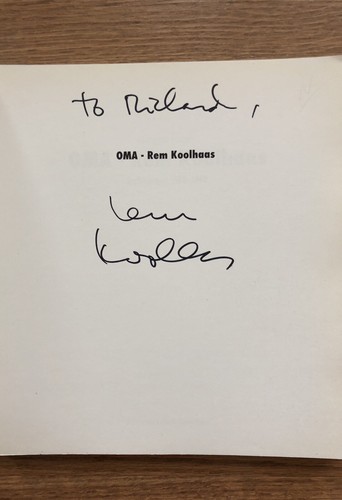 to Richard,
OMA - Rem Koolhaas
Rem
Koolhaas